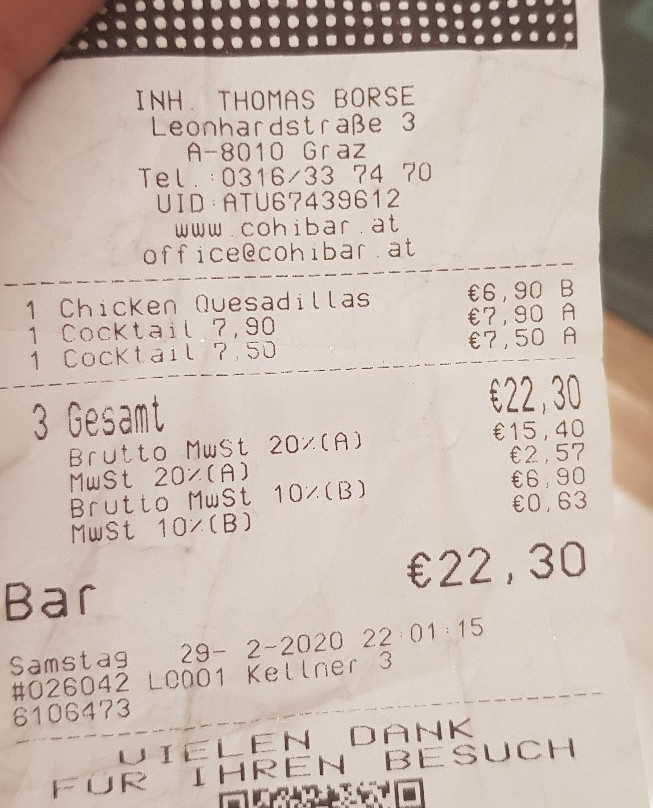 INH. THOMAS BORSE
Leonhardstraße 3
A-8010 Graz
Tel.:0316/33 74 70
UID:ATU67439612
www.cohibar.at
office@cohibar.at
1 Chicken Quesadillas €6,90 B
1 Cocktail 7,90 €7,90 A
1 Cocktail 7,50 €7,50 A
3 Gesamt €22,30
Brutto MwSt 20%(A) €15,40
MwSt 20%(A) €2,57
Brutto MwSt 10%(B) €6,90
MwSt 10%(B) €0,63
Bar €22,30
Samstag 29- 2-2020 22:01:15
#026042 LC001 Kellner 3
6106473
VIELEN DANK
FÜR IHREN BESUCH